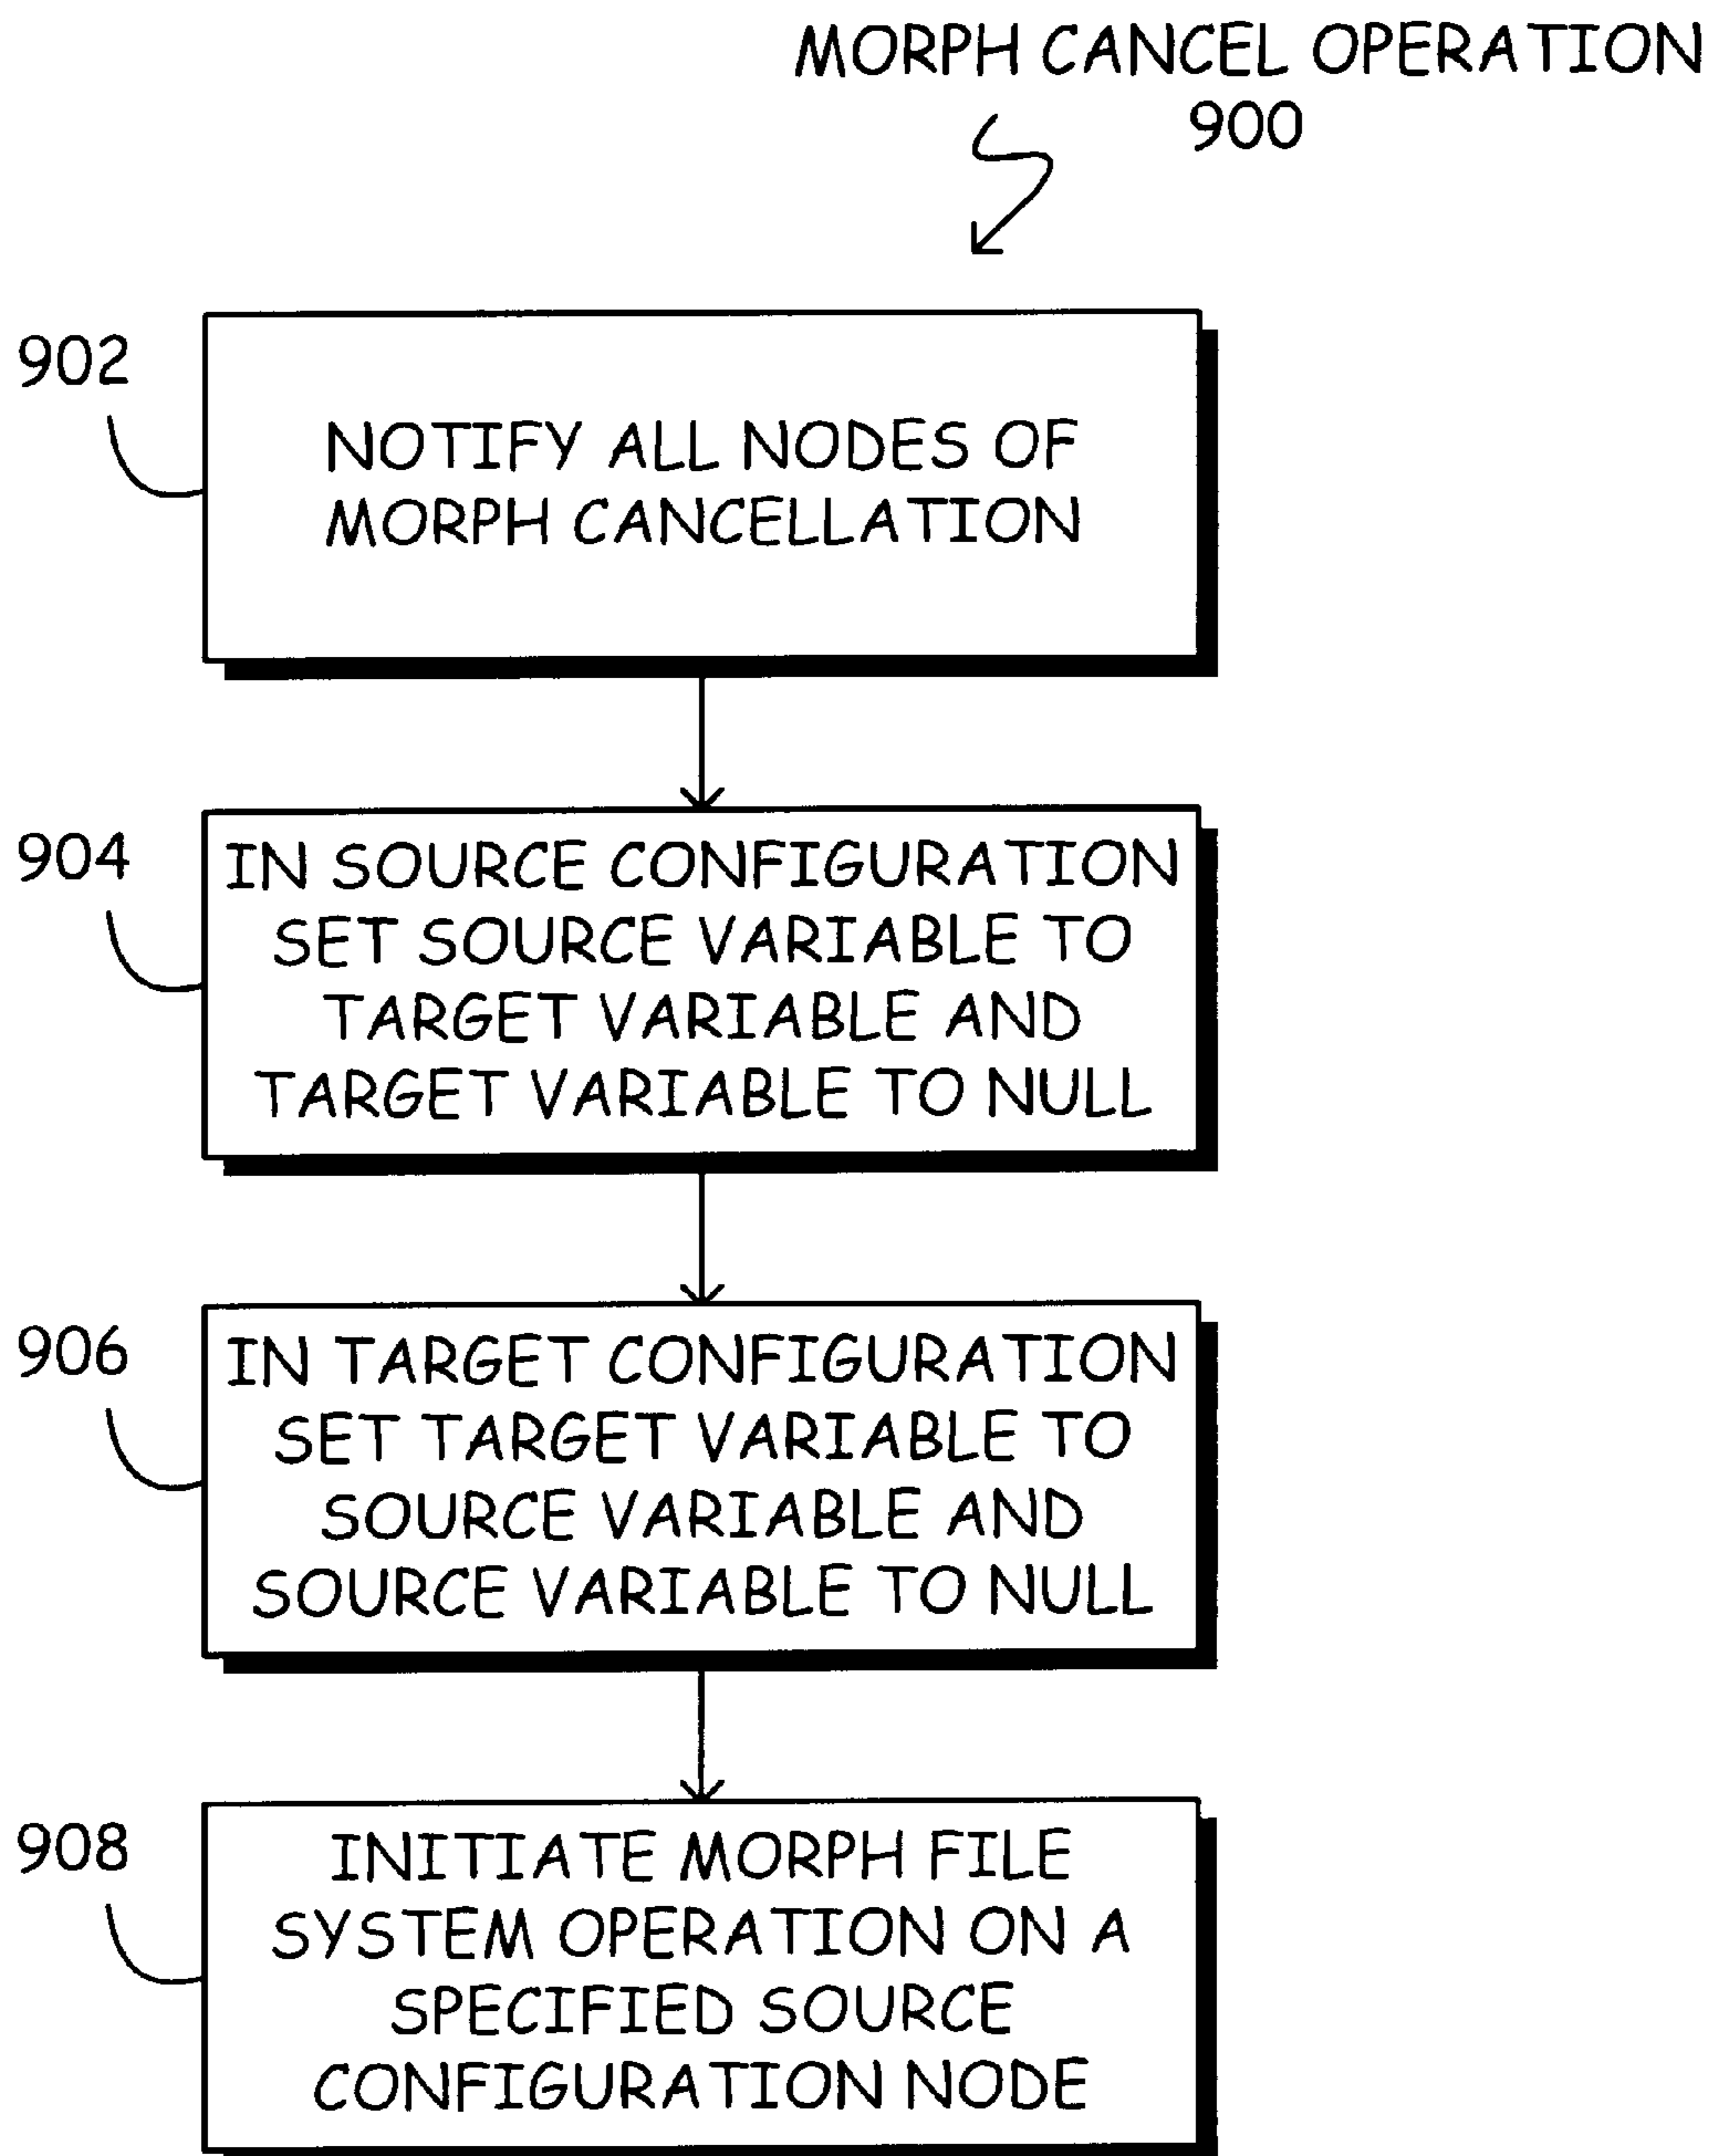 MORPH CANCEL OPERATION
900
902
NOTIFY ALL NODES OF
MORPH CANCELLATION
904
IN SOURCE CONFIGURATION
SET SOURCE VARIABLE TO
TARGET VARIABLE AND
TARGET VARIABLE TO NULL
906
IN TARGET CONFIGURATION
SET TARGET VARIABLE TO
SOURCE VARIABLE AND
SOURCE VARIABLE TO NULL
908
INITIATE MORPH FILE
SYSTEM OPERATION ON A
SPECIFIED SOURCE
CONFIGURATION NODE